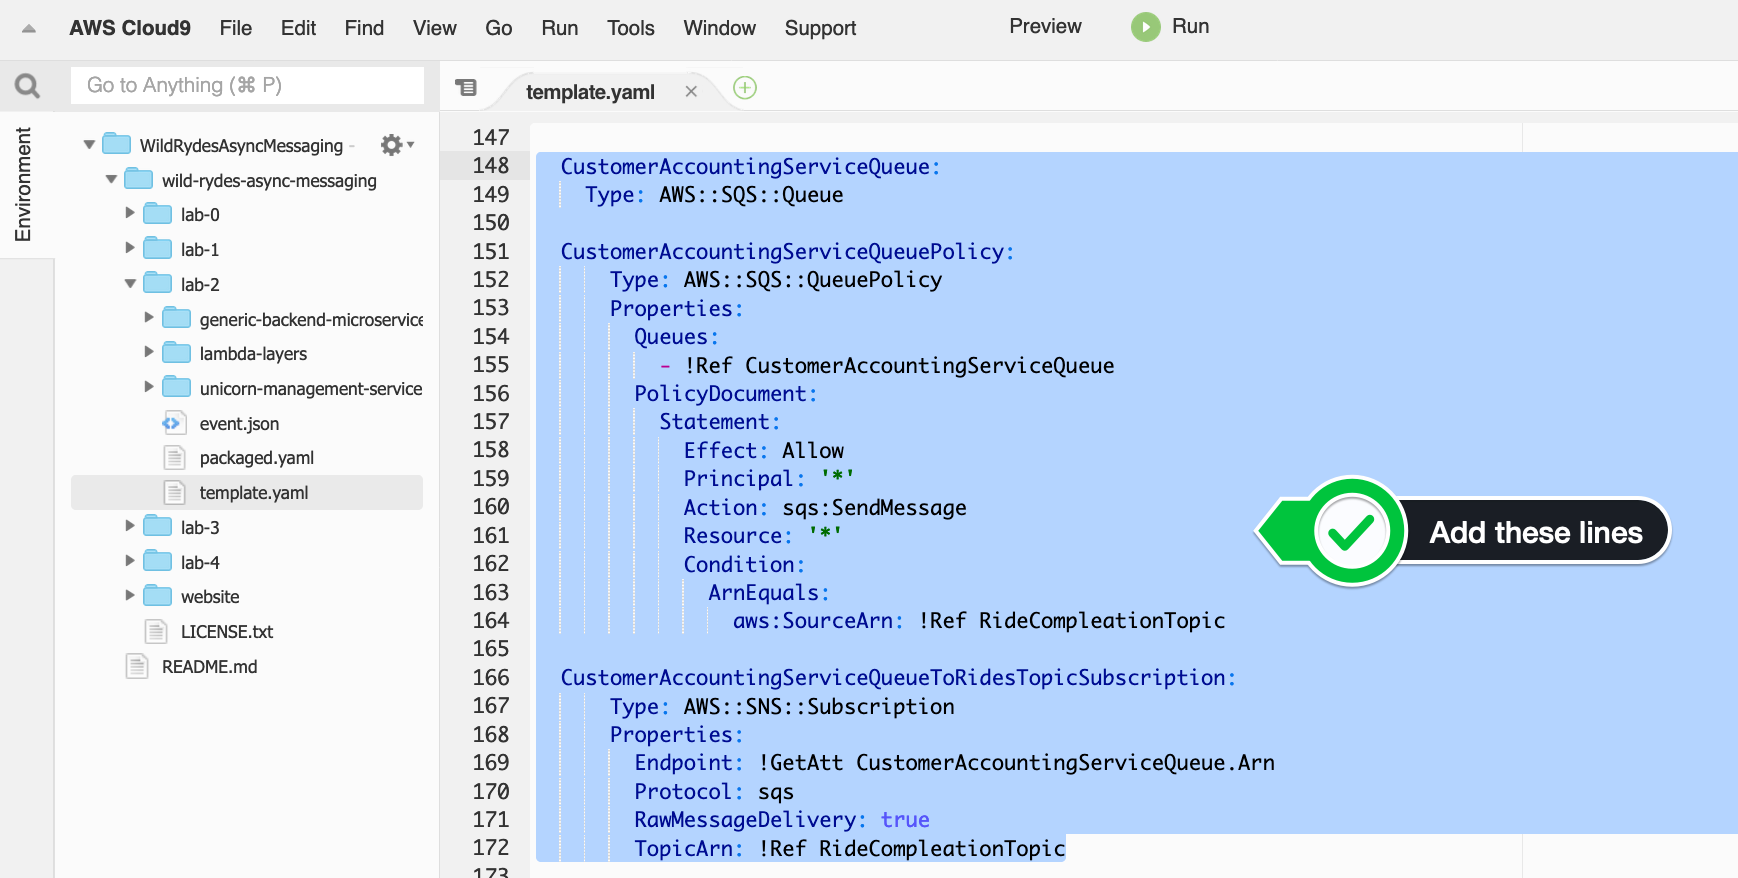 AWS Cloud9 File Edit Find View Go Run Tools Window Support Preview Run
Go to Anything (⌘ P)
template.yaml
Environment
WildRydesAsyncMessaging -
wild-rydes-async-messaging
lab-0
lab-1
lab-2
generic-backend-microservice
lambda-layers
unicorn-management-service
event.json
packaged.yaml
template.yaml
lab-3
lab-4
website
LICENSE.txt
README.md
147
148 CustomerAccountingServiceQueue:
149 Type: AWS::SQS::Queue
150
151 CustomerAccountingServiceQueuePolicy:
152 Type: AWS::SQS::QueuePolicy
153 Properties:
154 Queues:
155 - !Ref CustomerAccountingServiceQueue
156 PolicyDocument:
157 Statement:
158 Effect: Allow
159 Principal: '*'
160 Action: sqs:SendMessage
161 Resource: '*'
162 Condition:
163 ArnEquals:
164 aws:SourceArn: !Ref RideCompleationTopic
165
166 CustomerAccountingServiceQueueToRidesTopicSubscription:
167 Type: AWS::SNS::Subscription
168 Properties:
169 Endpoint: !GetAtt CustomerAccountingServiceQueue.Arn
170 Protocol: sqs
171 RawMessageDelivery: true
172 TopicArn: !Ref RideCompleationTopic
173
Add these lines